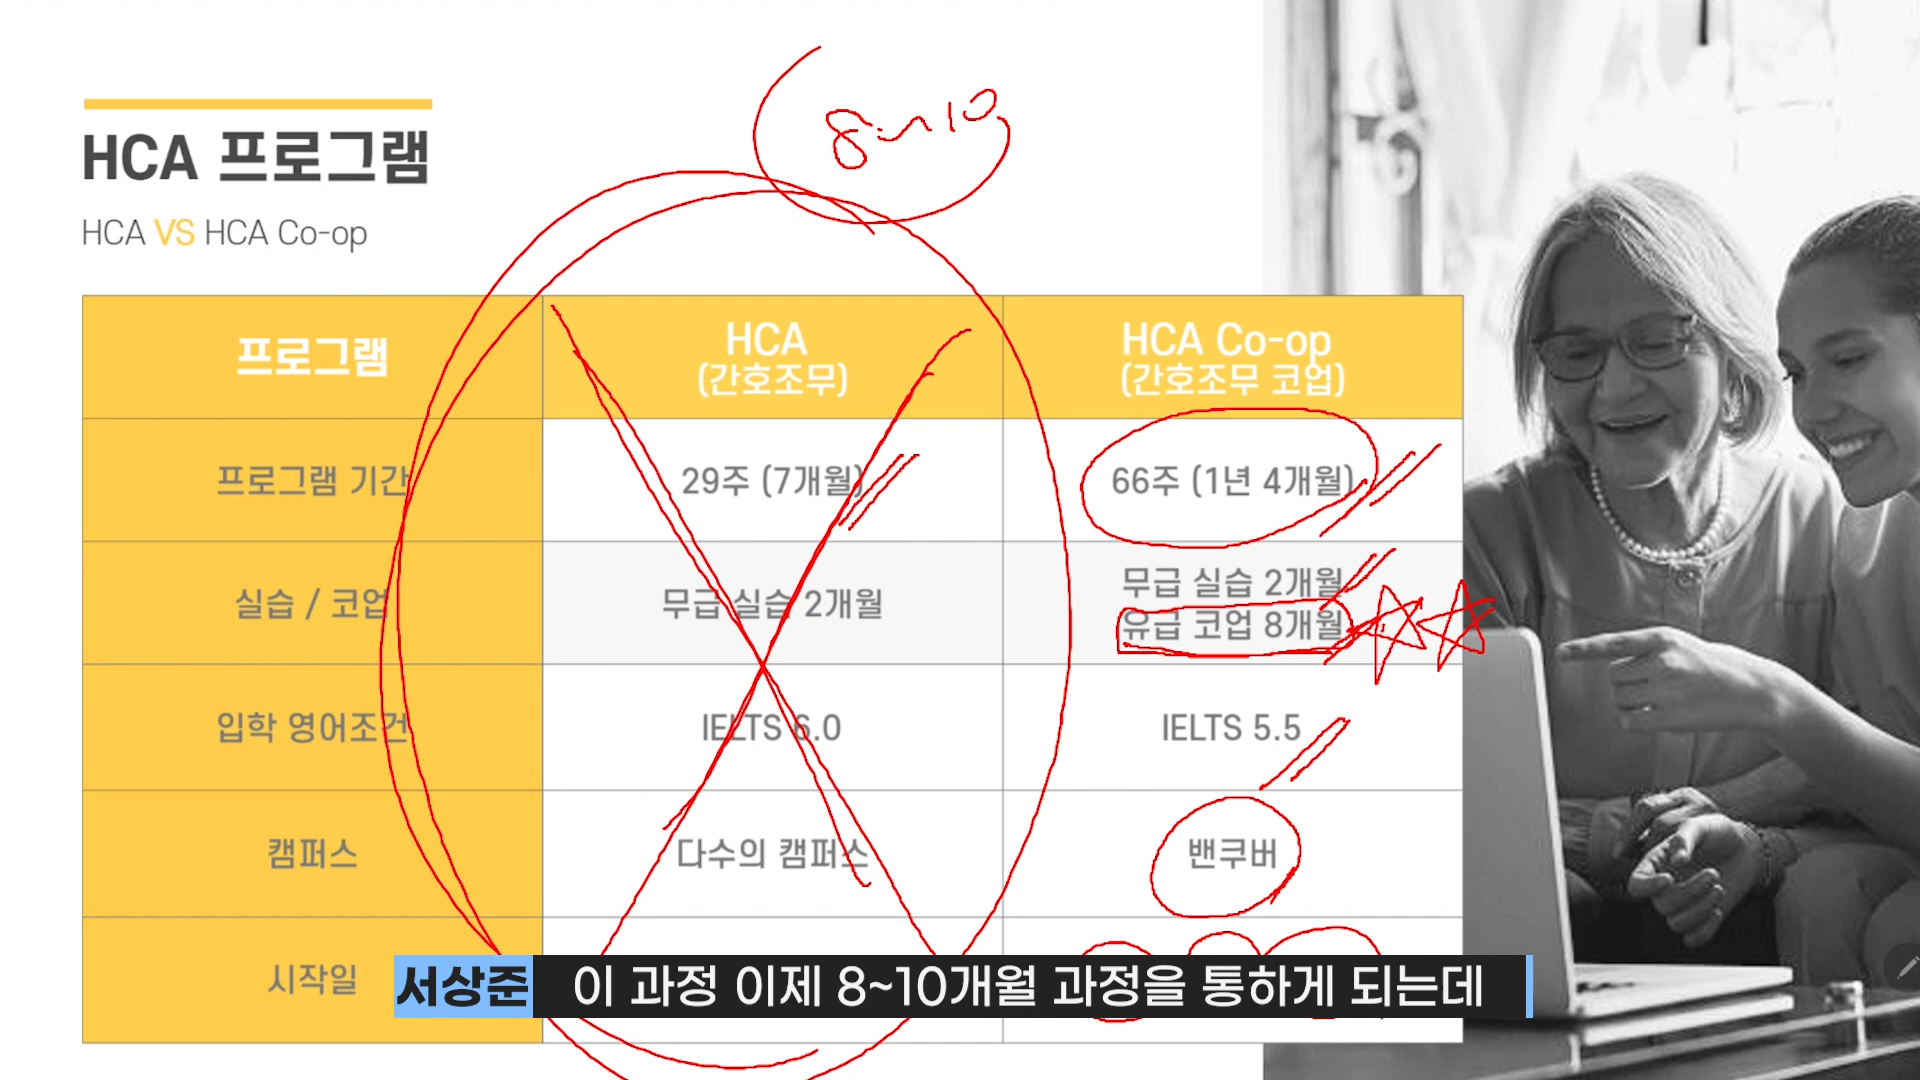 8~10
HCA 프로그램
HCA VS HCA Co-op
프로그램
HCA
(간호조무)
HCA Co-op
(간호조무 코업)
프로그램 기간
29주 (7개월)
66주 (1년 4개월)
실습 / 코업
무급 실습 2개월
무급 실습 2개월
유급 코업 8개월
입학 영어조건
IELTS 6.0
IELTS 5.5
캠퍼스
다수의 캠퍼스
밴쿠버
시작일
서상준 이 과정 이제 8~10개월 과정을 통하게 되는데